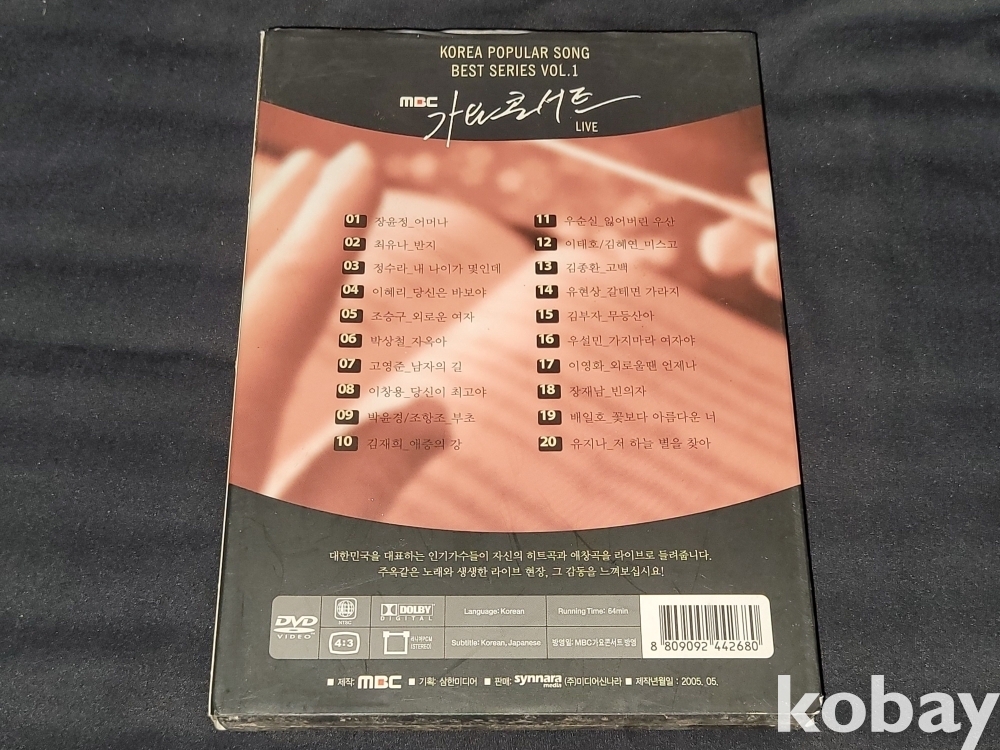 KOREA POPULAR SONG
BEST SERIES VOL.1
MBC 가요콘서트
LIVE
01 장윤정_어머나
02 최유나_반지
03 정수라_내 나이가 몇인데
04 이혜리_당신은 바보야
05 조승구_외로운 여자
06 박상철_자옥아
07 고영준_남자의 길
08 이창용_당신이 최고야
09 박윤경/조항조_부초
10 김재희_애증의 강
11 우순실_잃어버린 우산
12 이태호/김혜연_미스고
13 김종환_고백
14 유현상_갈테면 가라지
15 김부자_무등산아
16 우설민_가지마라 여자야
17 이영화_외로울땐 언제나
18 장재남_빈의자
19 배일호_꽃보다 아름다운 너
20 유지나_저 하늘 별을 찾아
대한민국을 대표하는 인기가수들이 자신의 히트곡과 애창곡을 라이브로 들려줍니다.
주옥같은 노래와 생생한 라이브 현장, 그 감동을 느껴보십시요!
DVD VIDEO
NTSC
4:3
DOLBY DIGITAL
리니어PCM (STEREO)
Language: Korean
Subtitle: Korean, Japanese
Running Time: 64min
방영일: MBC가요콘서트 방영
8 809092 442680
■ 제작: MBC ■ 기획: 삼한미디어 ■ 판매: synnara media (주)미디어신나라 ■ 제작년월일 : 2005. 05.
kobay